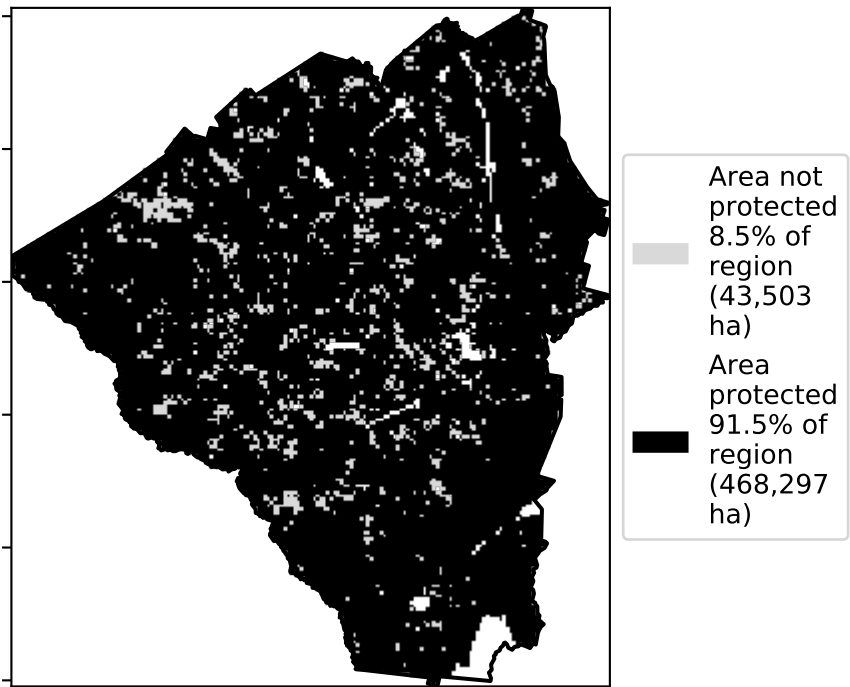 Area not
protected
8.5% of
region
(43,503
ha)
Area
protected
91.5% of
region
(468,297
ha)